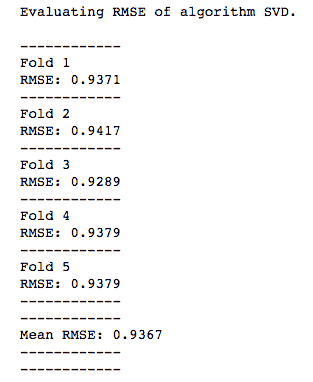 Evaluating RMSE of algorithm SVD.
------------
Fold 1
RMSE: 0.9371
------------
Fold 2
RMSE: 0.9417
------------
Fold 3
RMSE: 0.9289
------------
Fold 4
RMSE: 0.9379
------------
Fold 5
RMSE: 0.9379
------------
------------
Mean RMSE: 0.9367
------------
------------